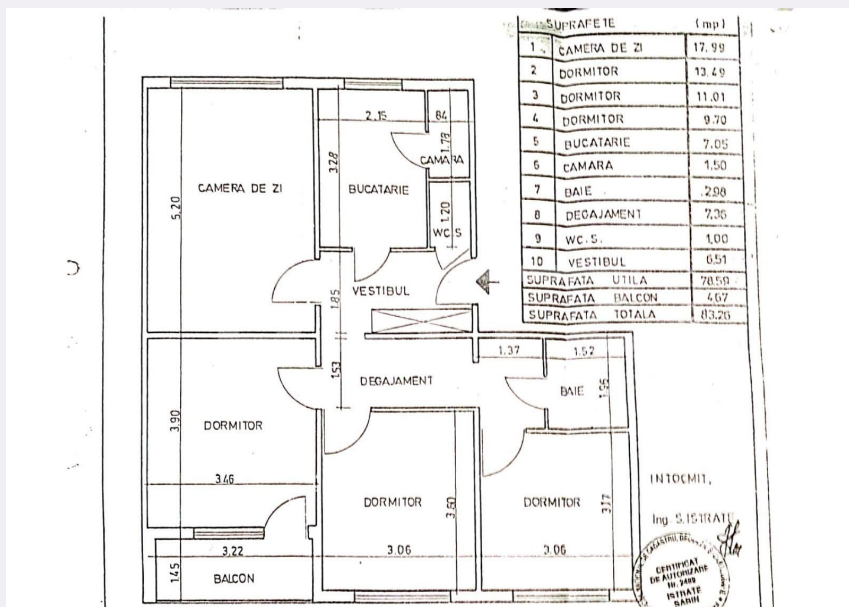 SUPRAFETE (mp)
1 CAMERA DE ZI 17.99
2 DORMITOR 13.49
3 DORMITOR 11.01
4 DORMITOR 9.70
5 BUCATARIE 7.05
6 CAMARA 1.50
7 BAIE 2.98
8 DEGAJAMENT 7.36
9 WC.S. 1.00
10 VESTIBUL 6.51
SUPRAFATA UTILA 78.59
SUPRAFATA BALCON 4.67
SUPRAFATA TOTALA 83.26
2.15 84
3.28 1.78
CAMARA
CAMERA DE ZI
BUCATARIE
5.20
1.20
WC.S
VESTIBUL
1.85
1.37 1.52
1.53
DEGAJAMENT
BAIE
1.96
3.90
DORMITOR
3.46
DORMITOR
3.60
DORMITOR
3.17
3.22 3.06 3.06
1.45
BALCON
INTOCMIT,
Ing. S.ISTRATE
CERTIFICAT
DE AUTORIZARE
ISTRATE
SABIN